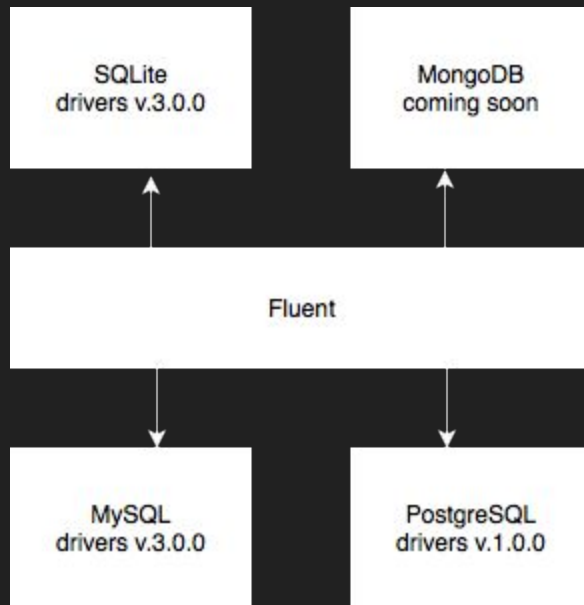 SQLite
drivers v.3.0.0
MongoDB
coming soon
Fluent
MySQL
drivers v.3.0.0
PostgreSQL
drivers v.1.0.0